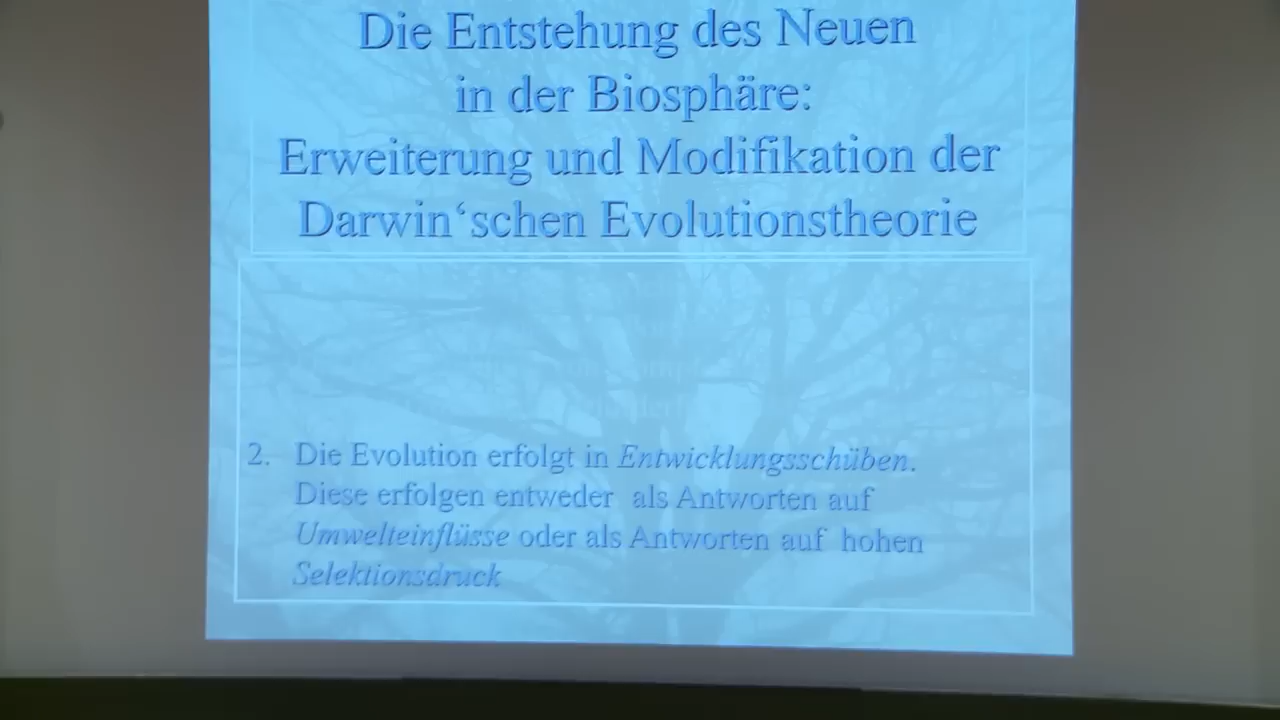 Die Entstehung des Neuen
in der Biosphäre:
Erweiterung und Modifikation der
Darwin‘schen Evolutionstheorie
2. Die Evolution erfolgt in Entwicklungsschüben.
Diese erfolgen entweder als Antworten auf
Umwelteinflüsse oder als Antworten auf hohen
Selektionsdruck